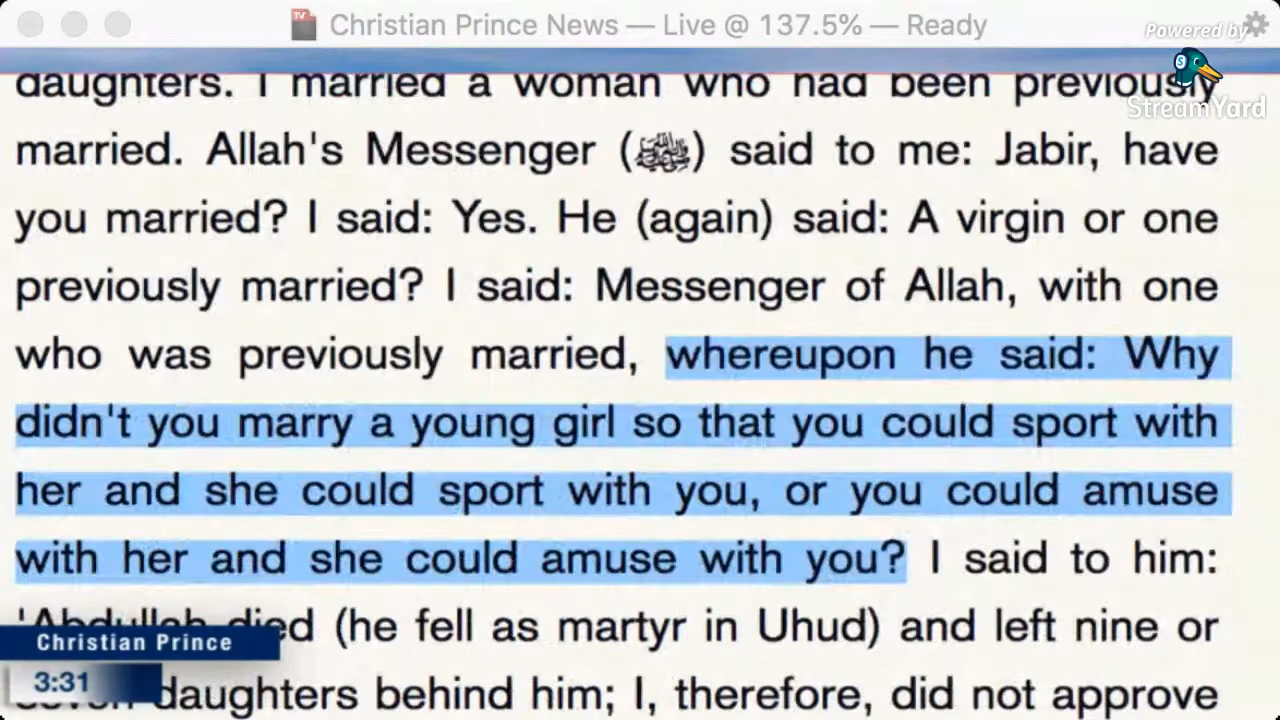 Christian Prince News — Live @ 137.5% — Ready
Powered by
StreamYard
daughters. I married a woman who had been previously
married. Allah's Messenger (ﷺ) said to me: Jabir, have
you married? I said: Yes. He (again) said: A virgin or one
previously married? I said: Messenger of Allah, with one
who was previously married, whereupon he said: Why
didn't you marry a young girl so that you could sport with
her and she could sport with you, or you could amuse
with her and she could amuse with you? I said to him:
'Abdullah died (he fell as martyr in Uhud) and left nine or
seven daughters behind him; I, therefore, did not approve
Christian Prince
3:31